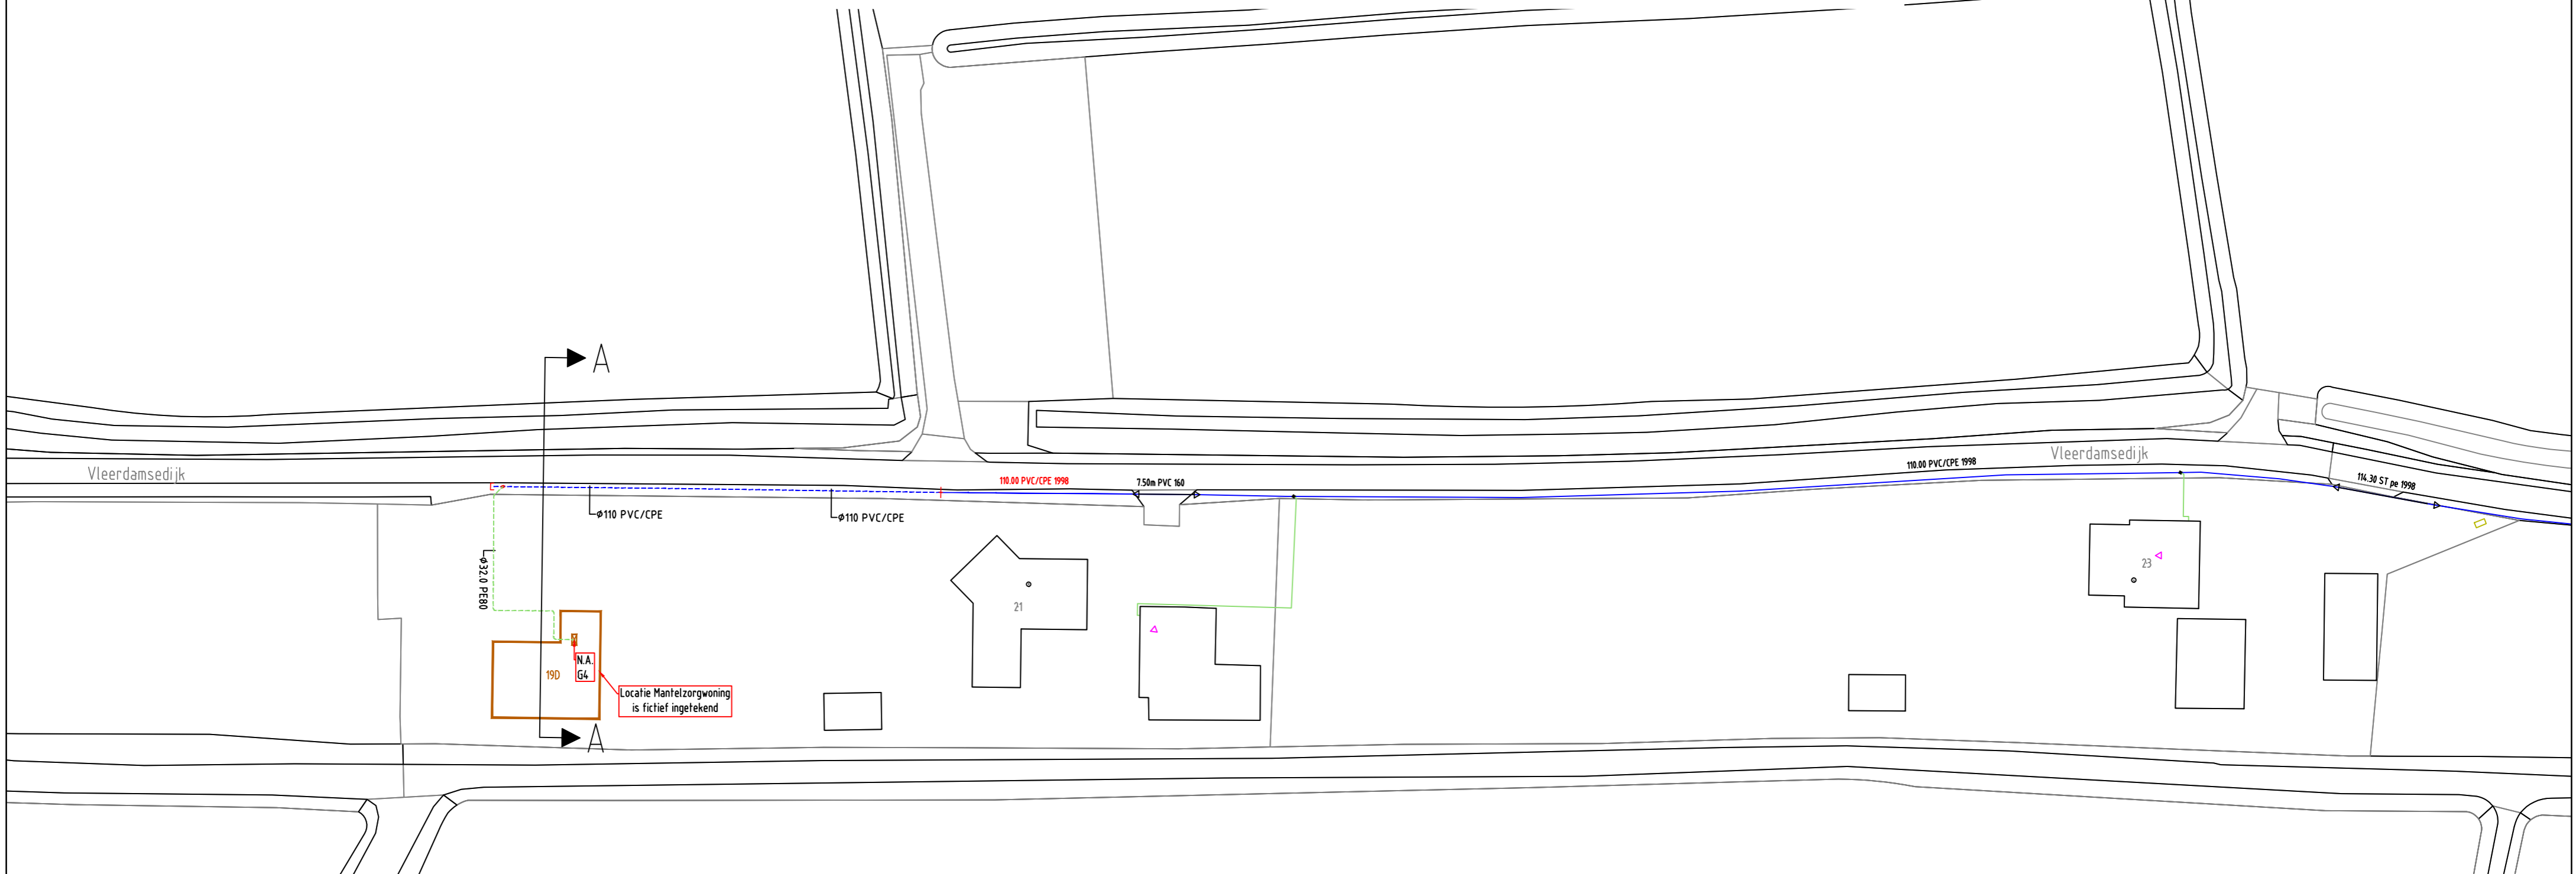 A
Vleerdamsedijk
110.00 PVC/CPE 1998
7.50m PVC 160
110.00 PVC/CPE 1998
Vleerdamsedijk
114.30 ST pe 1998
Ø110 PVC/CPE
Ø110 PVC/CPE
Ø32.0 PE80
21
23
19D
N.A.
G4
Locatie Mantelzorgwoning
is fictief ingetekend
A